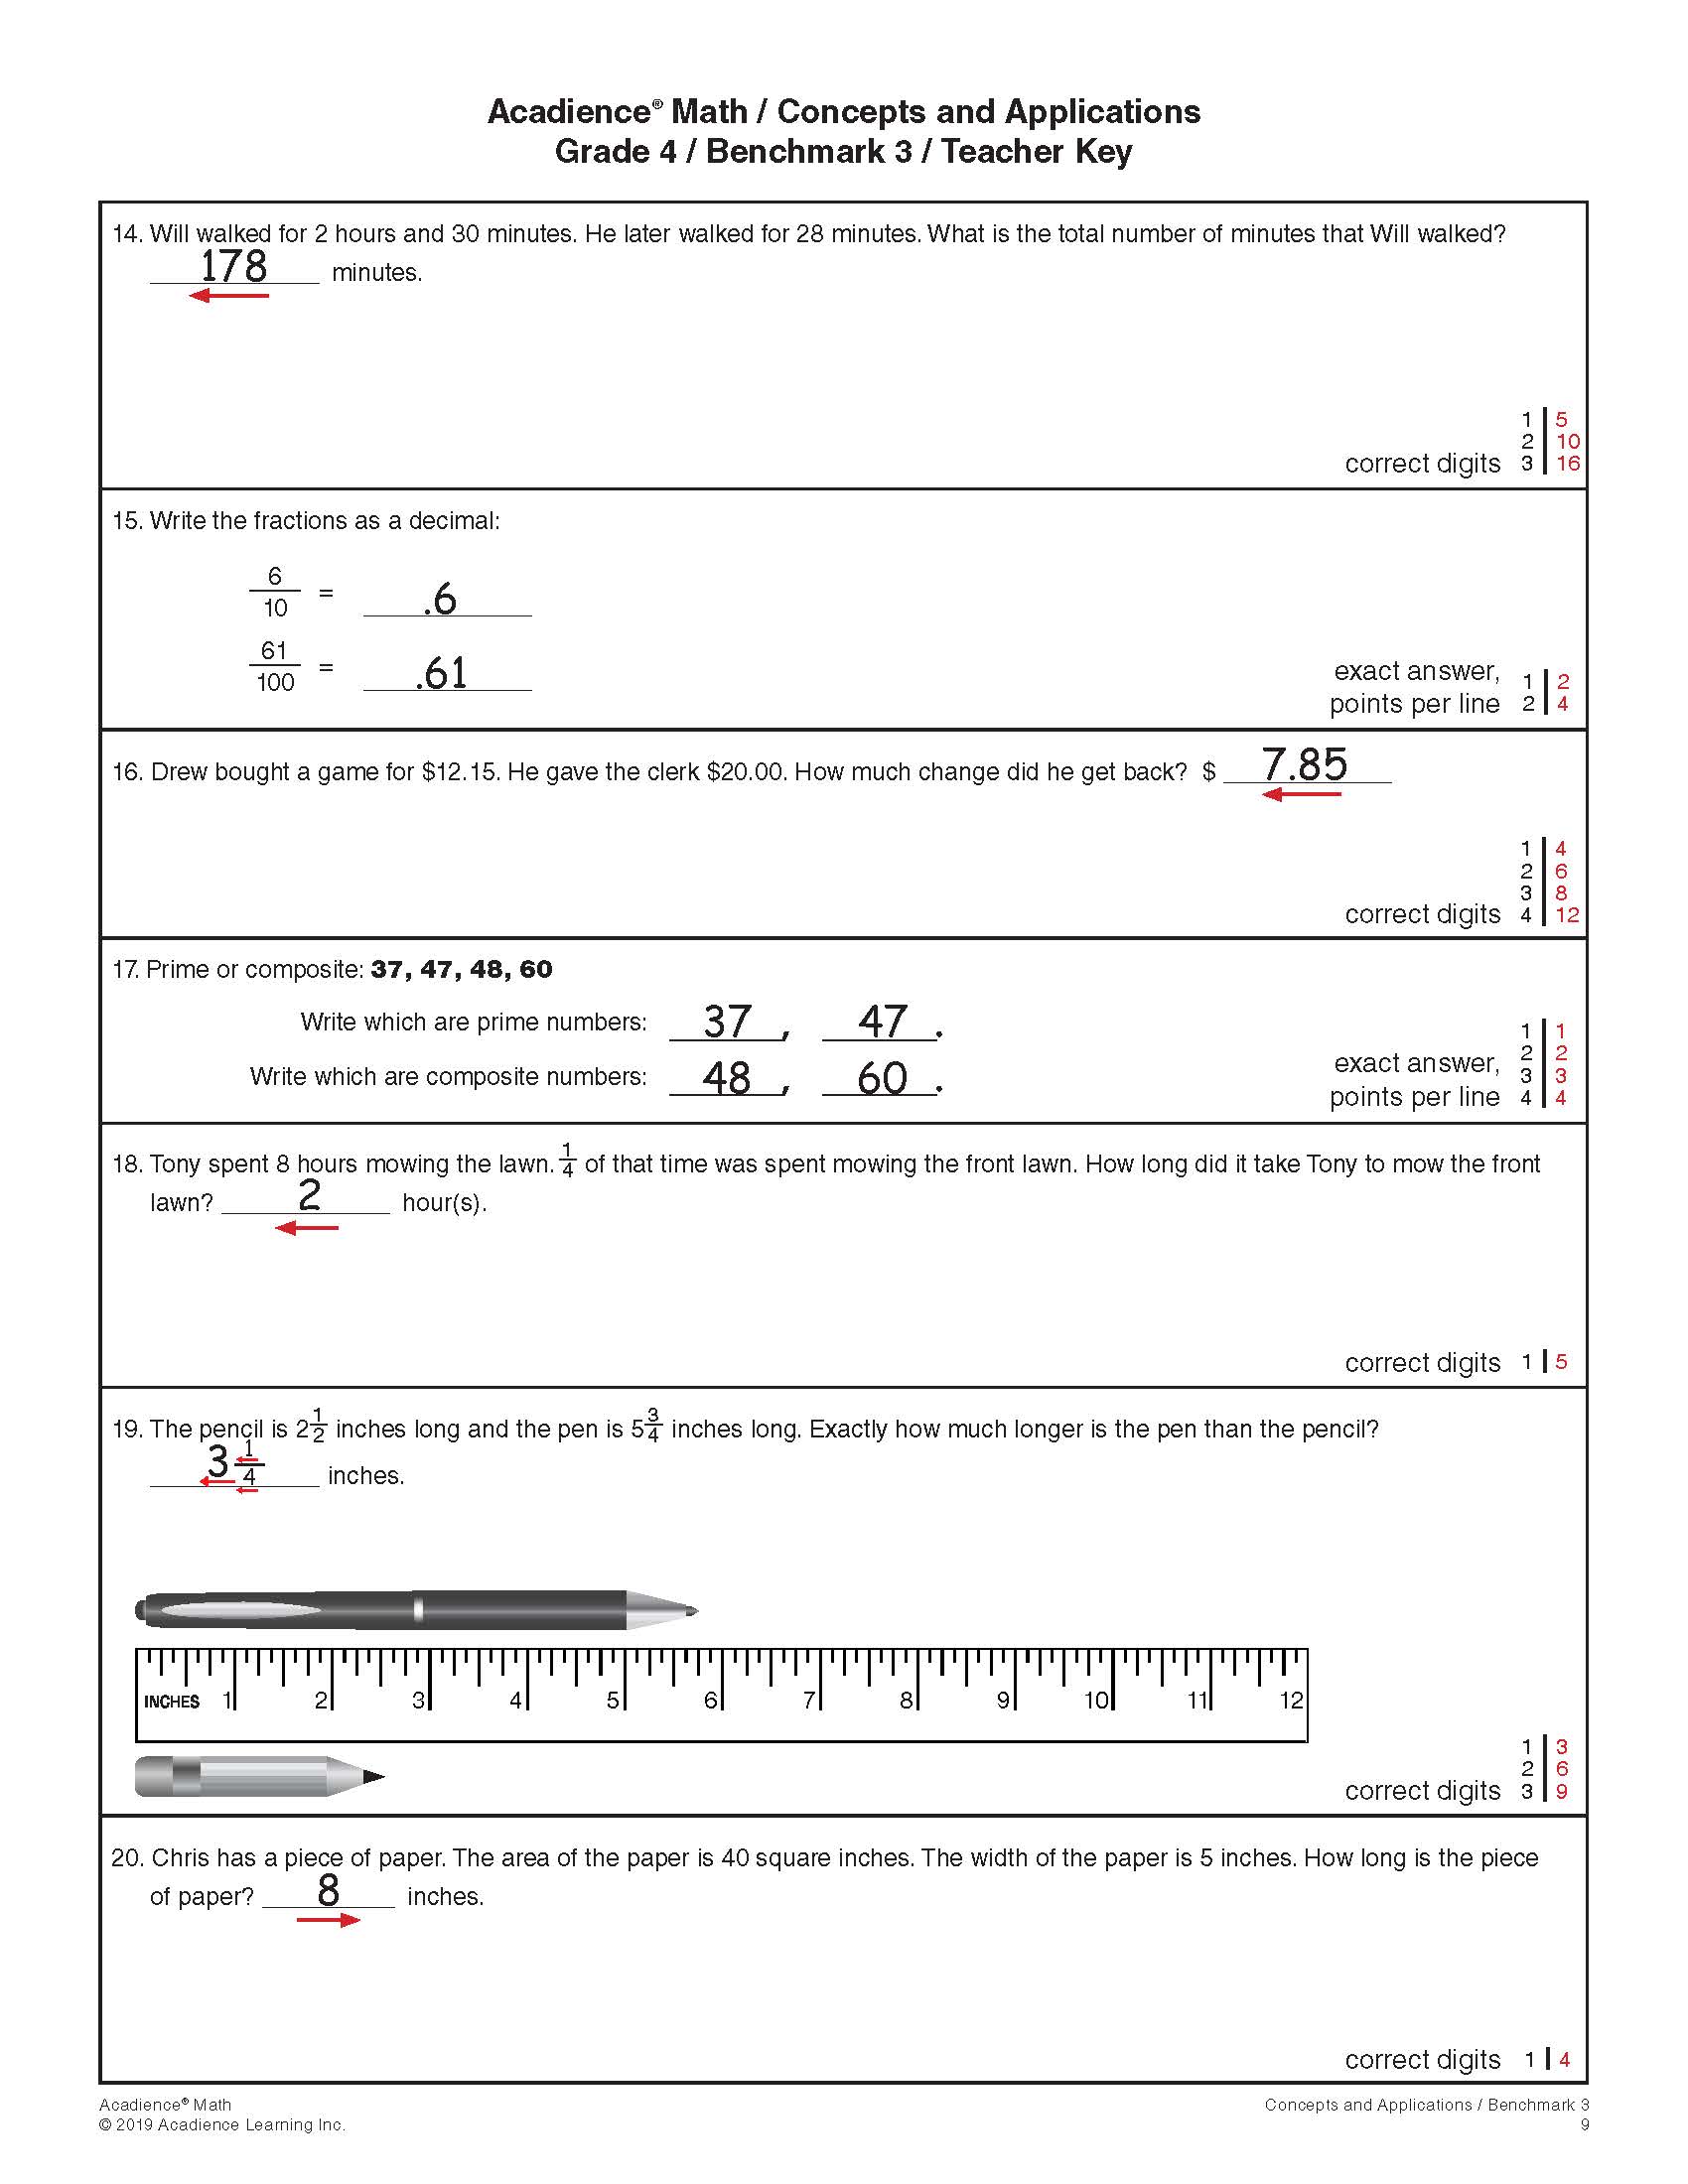 Acadience® Math / Concepts and Applications
Grade 4 / Benchmark 3 / Teacher Key
14. Will walked for 2 hours and 30 minutes. He later walked for 28 minutes. What is the total number of minutes that Will walked?
178 minutes.
1 | 5
2 | 10
correct digits 3 | 16
15. Write the fractions as a decimal:
6/10 = .6
61/100 = .61
exact answer, 1 | 2
points per line 2 | 4
16. Drew bought a game for $12.15. He gave the clerk $20.00. How much change did he get back? $ 7.85
1 | 4
2 | 6
3 | 8
correct digits 4 | 12
17. Prime or composite: 37, 47, 48, 60
Write which are prime numbers: 37, 47.
Write which are composite numbers: 48, 60.
1 | 1
2 | 2
exact answer, 3 | 3
points per line 4 | 4
18. Tony spent 8 hours mowing the lawn. 1/4 of that time was spent mowing the front lawn. How long did it take Tony to mow the front
lawn? 2 hour(s).
correct digits 1 | 5
19. The pencil is 2 1/2 inches long and the pen is 5 3/4 inches long. Exactly how much longer is the pen than the pencil?
3 1/4 inches.
INCHES 1 2 3 4 5 6 7 8 9 10 11 12
1 | 3
2 | 6
correct digits 3 | 9
20. Chris has a piece of paper. The area of the paper is 40 square inches. The width of the paper is 5 inches. How long is the piece
of paper? 8 inches.
correct digits 1 | 4
Acadience® Math
© 2019 Acadience Learning Inc.
Concepts and Applications / Benchmark 3
9